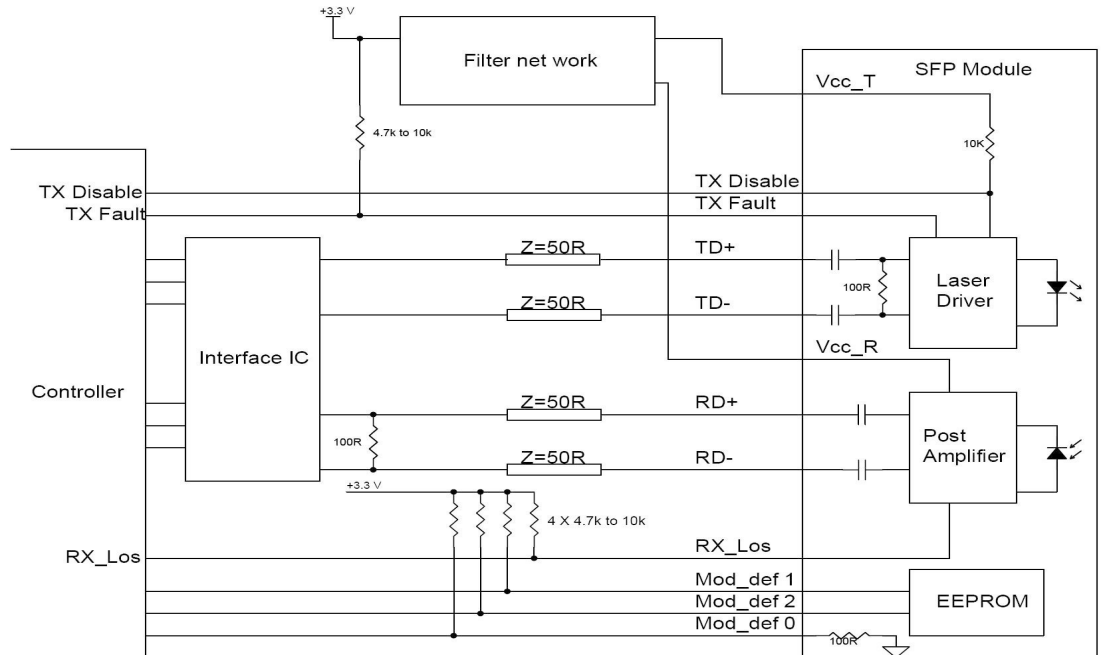 +3.3 V
Filter net work
SFP Module
Vcc_T
4.7k to 10k
10K
TX Disable
TX Disable
TX Fault
TX Fault
Z=50R
TD+
100R
Laser
Driver
Z=50R
TD-
Interface IC
Vcc_R
Controller
Z=50R
RD+
100R
Post
Amplifier
Z=50R
RD-
+3.3 V
4 X 4.7k to 10k
RX_Los
RX_Los
Mod_def 1
EEPROM
Mod_def 2
Mod_def 0
100R